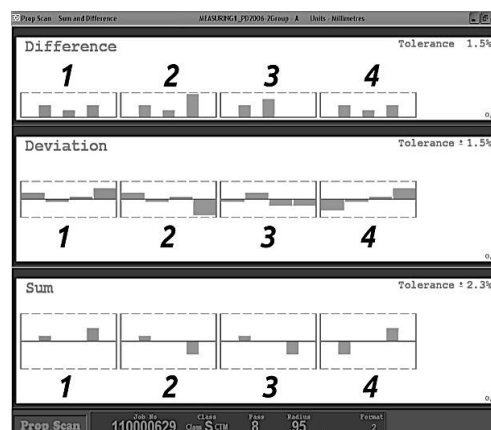 Prop Scan Sum and Difference MEASURING1_PD2006-2Group - A Units - Millimetres
Difference Tolerance 1.5%
1 2 3 4
Deviation Tolerance ± 1.5%
1 2 3 4
Sum Tolerance ± 2.3%
1 2 3 4
Job No Class Pass Radius Format
Prop Scan 110000629 Class S CTM 8 95 2